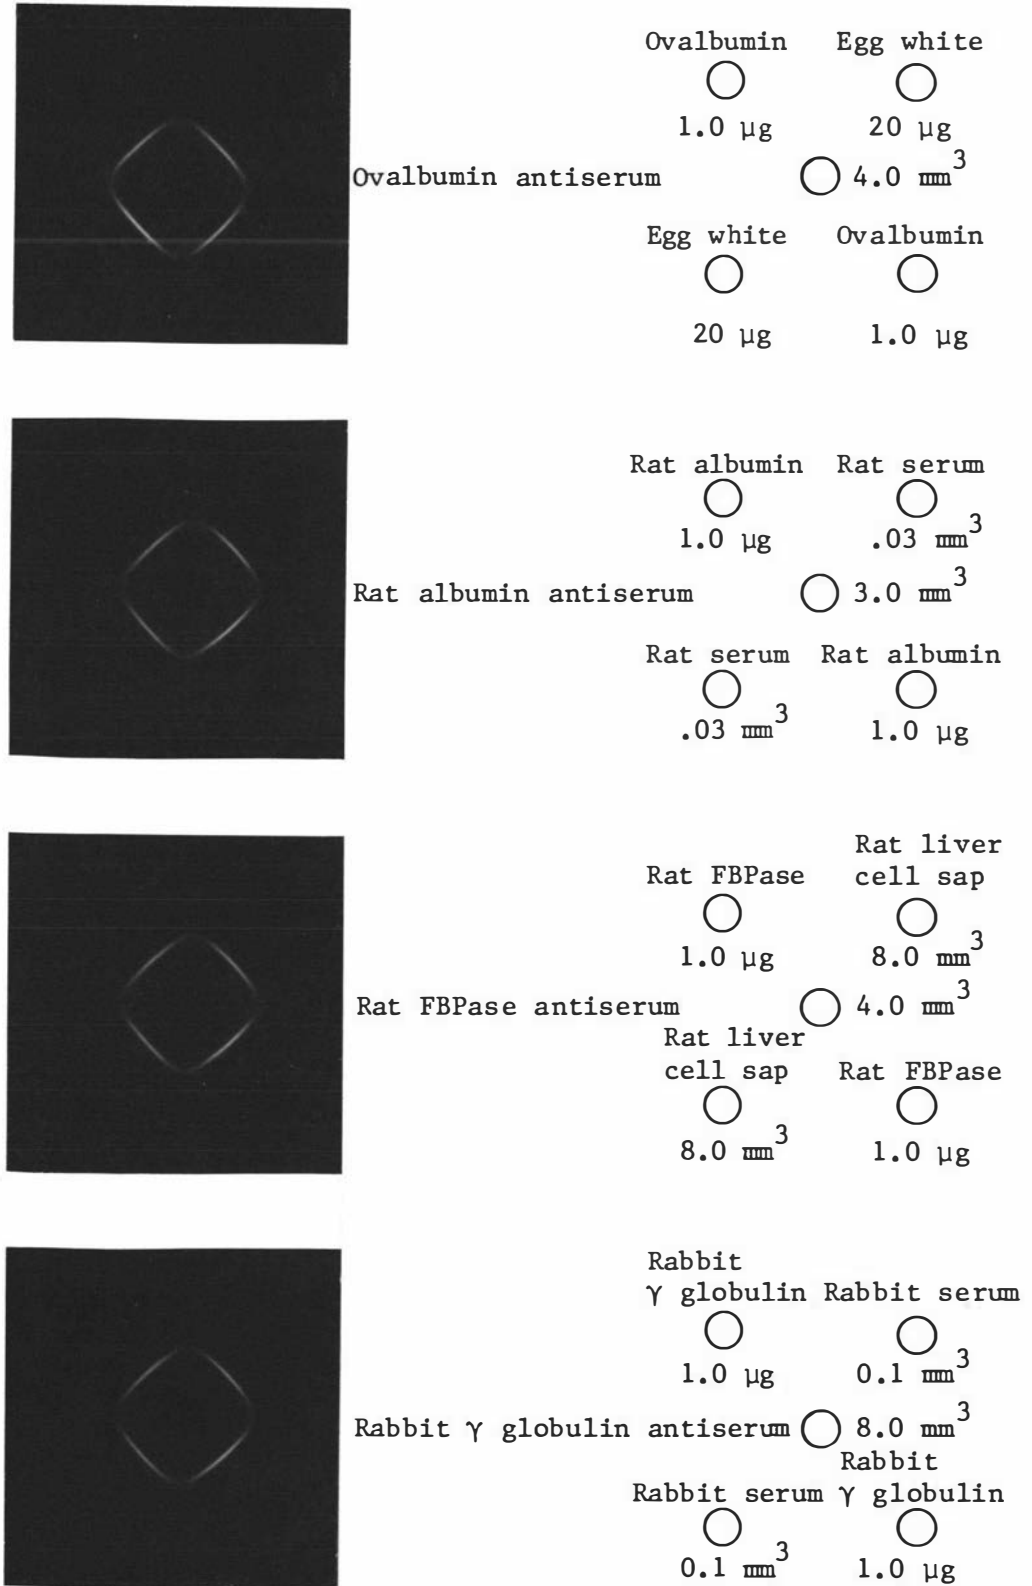 Ovalbumin Egg white
1.0 µg 20 µg
Ovalbumin antiserum 4.0 mm³
Egg white Ovalbumin
20 µg 1.0 µg
Rat albumin Rat serum
1.0 µg .03 mm³
Rat albumin antiserum 3.0 mm³
Rat serum Rat albumin
.03 mm³ 1.0 µg
Rat liver
Rat FBPase cell sap
1.0 µg 8.0 mm³
Rat FBPase antiserum 4.0 mm³
Rat liver
cell sap Rat FBPase
8.0 mm³ 1.0 µg
Rabbit
γ globulin Rabbit serum
1.0 µg 0.1 mm³
Rabbit γ globulin antiserum 8.0 mm³
Rabbit
Rabbit serum γ globulin
0.1 mm³ 1.0 µg